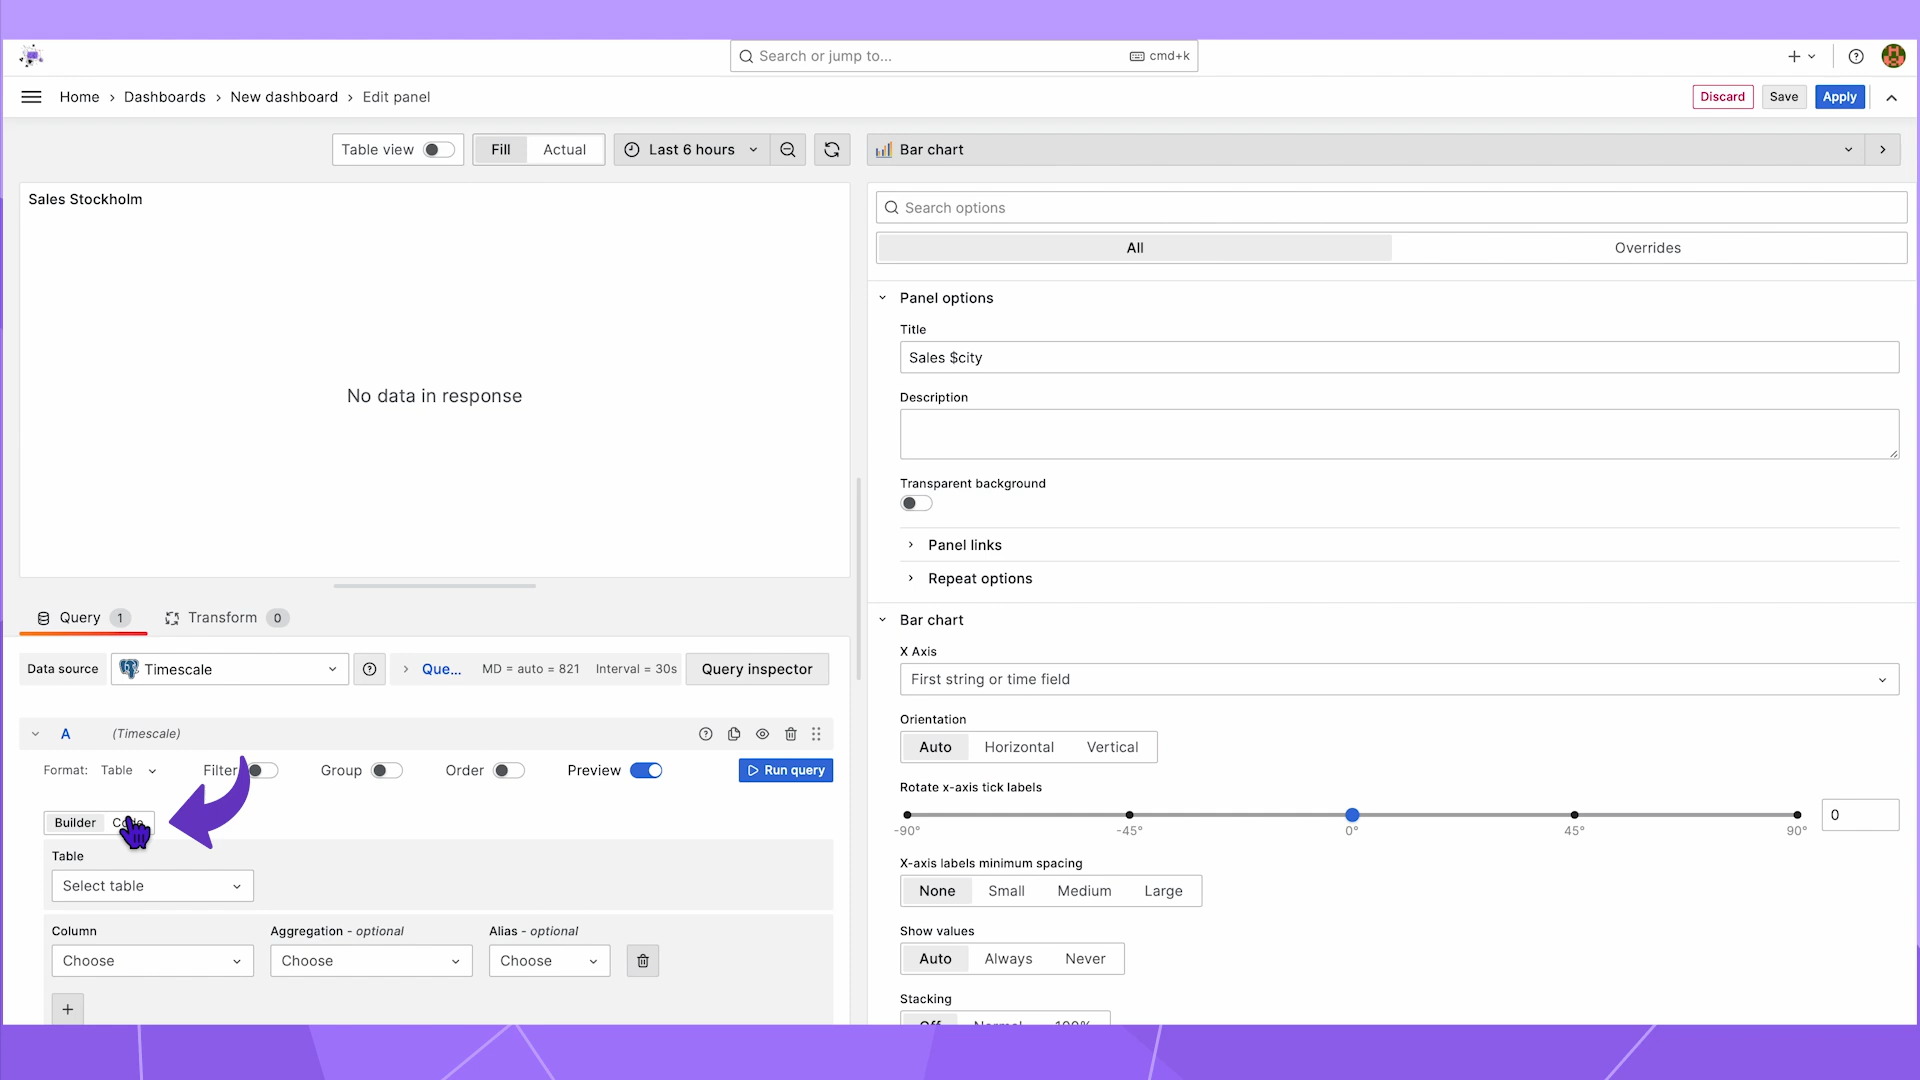 Search or jump to... cmd+k
Home › Dashboards › New dashboard › Edit panel Discard Save Apply
Table view Fill Actual Last 6 hours Bar chart
Sales Stockholm
No data in response
Query 1 Transform 0
Data source Timescale Que... MD = auto = 821 Interval = 30s Query inspector
A (Timescale)
Format: Table Filter Group Order Preview Run query
Builder Code
Table
Select table
Column Aggregation - optional Alias - optional
Choose Choose Choose
+
Search options
All Overrides
Panel options
Title
Sales $city
Description
Transparent background
Panel links
Repeat options
Bar chart
X Axis
First string or time field
Orientation
Auto Horizontal Vertical
Rotate x-axis tick labels
0
-90° -45° 0° 45° 90°
X-axis labels minimum spacing
None Small Medium Large
Show values
Auto Always Never
Stacking
Off Normal 100%